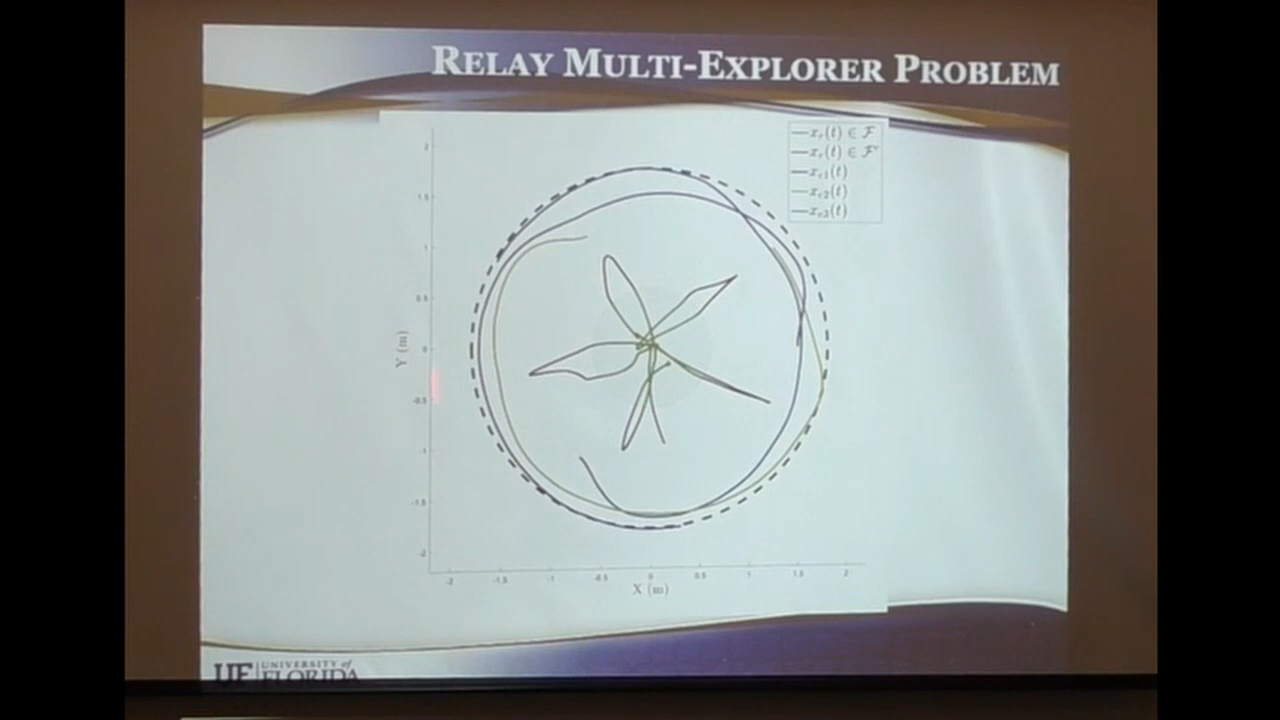 RELAY MULTI-EXPLORER PROBLEM
x_r(t) ∈ F
x_r(t) ∈ F^c
x_e1(t)
x_e2(t)
x_e3(t)
2
1.5
1
0.5
0
-0.5
-1
-1.5
-2
Y (m)
-2 -1.5 -1 -0.5 0 0.5 1 1.5 2
X (m)
UF UNIVERSITY of
FLORIDA